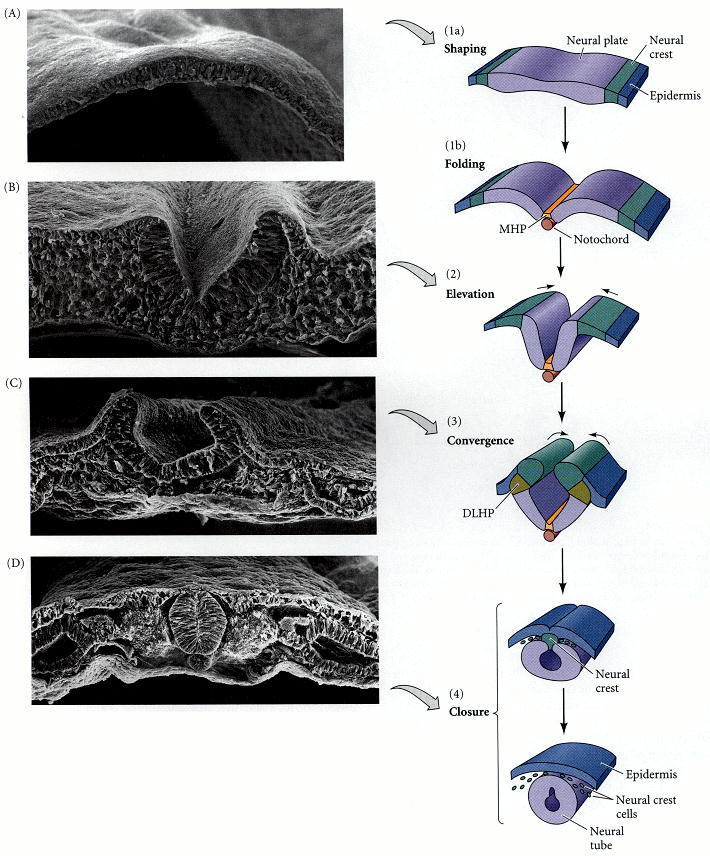 (A)
(1a)
Shaping
Neural plate
Neural
crest
Epidermis
(1b)
Folding
MHP
Notochord
(B)
(2)
Elevation
(C)
(3)
Convergence
DLHP
(D)
Neural
crest
(4)
Closure
Epidermis
Neural crest
cells
Neural
tube